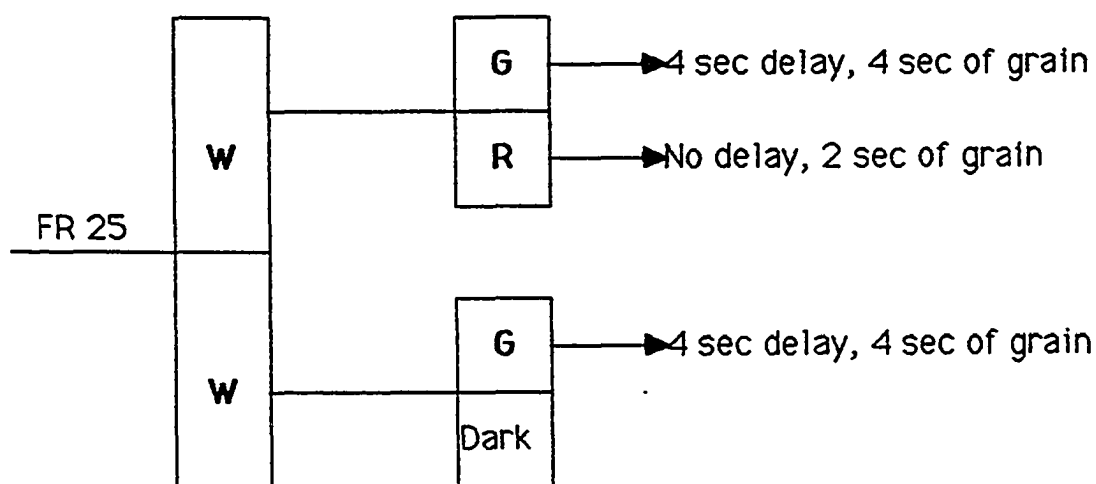 G 4 sec delay, 4 sec of grain
W
R No delay, 2 sec of grain
FR 25
G 4 sec delay, 4 sec of grain
W
Dark